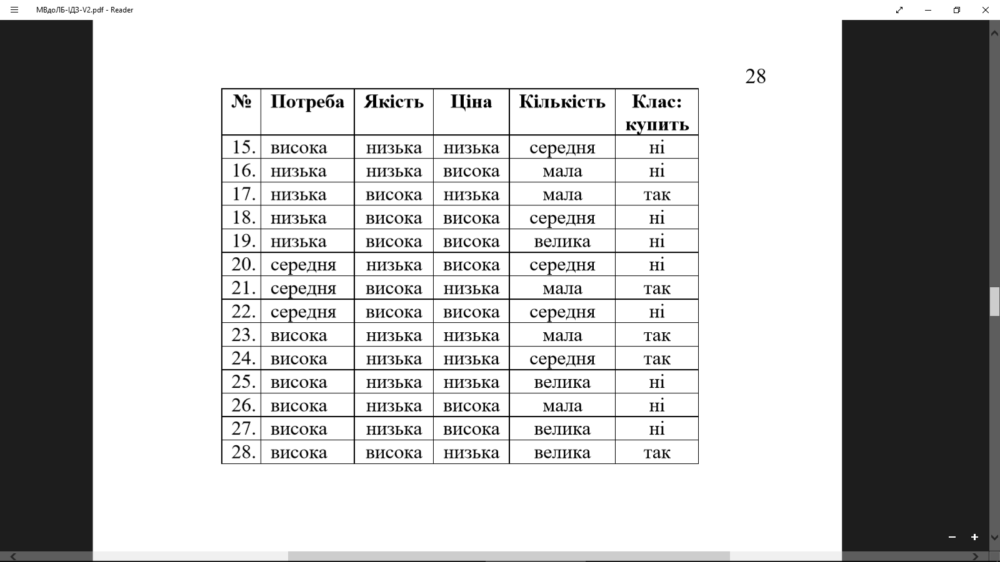 МВдоЛБ-ІДЗ-V2.pdf - Reader
28
№ Потреба Якість Ціна Кількість Клас:
купить
15. висока низька низька середня ні
16. низька низька висока мала ні
17. низька висока низька мала так
18. низька висока висока середня ні
19. низька висока висока велика ні
20. середня низька висока середня ні
21. середня висока низька мала так
22. середня висока висока середня ні
23. висока низька низька мала так
24. висока низька низька середня так
25. висока низька низька велика ні
26. висока низька висока мала ні
27. висока низька висока велика ні
28. висока висока низька велика так